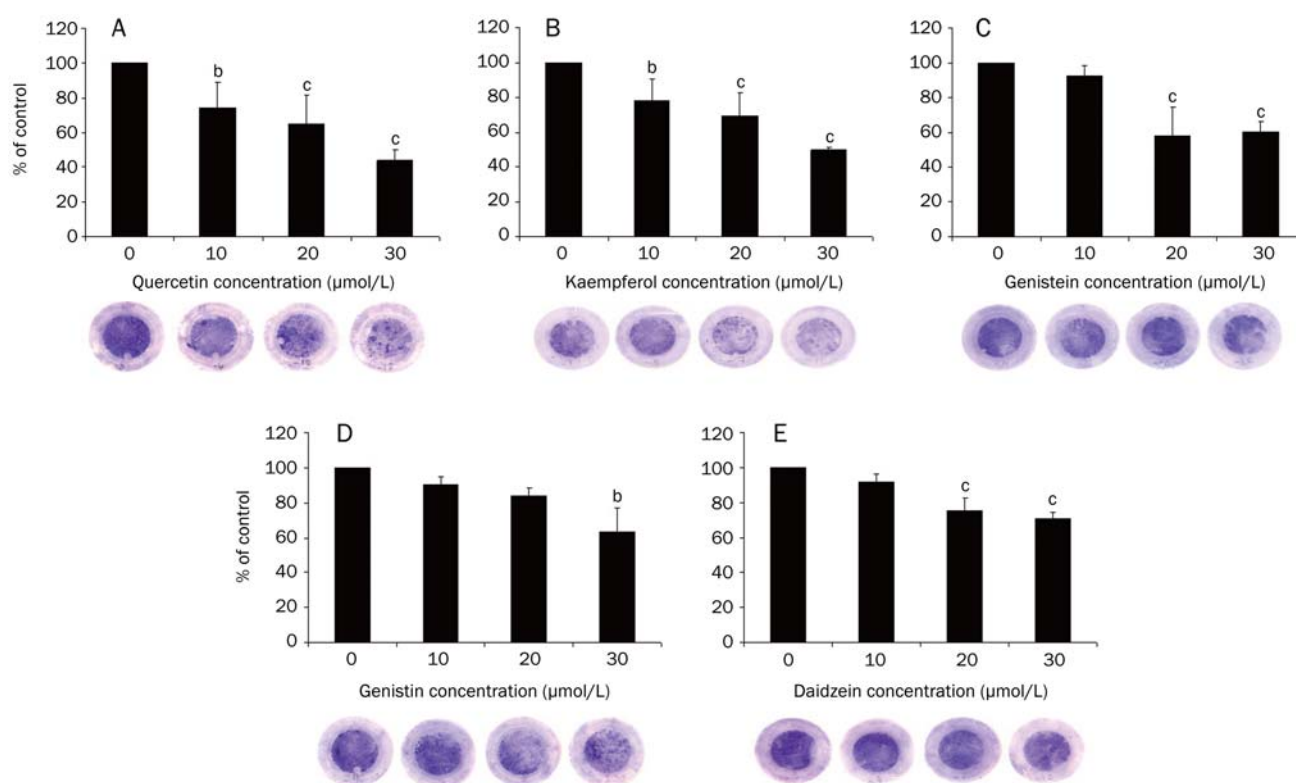 A
120
100
80
60
40
20
0
% of control
b
c
c
0 10 20 30
Quercetin concentration (µmol/L)
B
120
100
80
60
40
20
0
b
c
c
0 10 20 30
Kaempferol concentration (µmol/L)
C
120
100
80
60
40
20
0
c
c
0 10 20 30
Genistein concentration (µmol/L)
D
120
100
80
60
40
20
0
% of control
b
0 10 20 30
Genistin concentration (µmol/L)
E
120
100
80
60
40
20
0
c
c
0 10 20 30
Daidzein concentration (µmol/L)